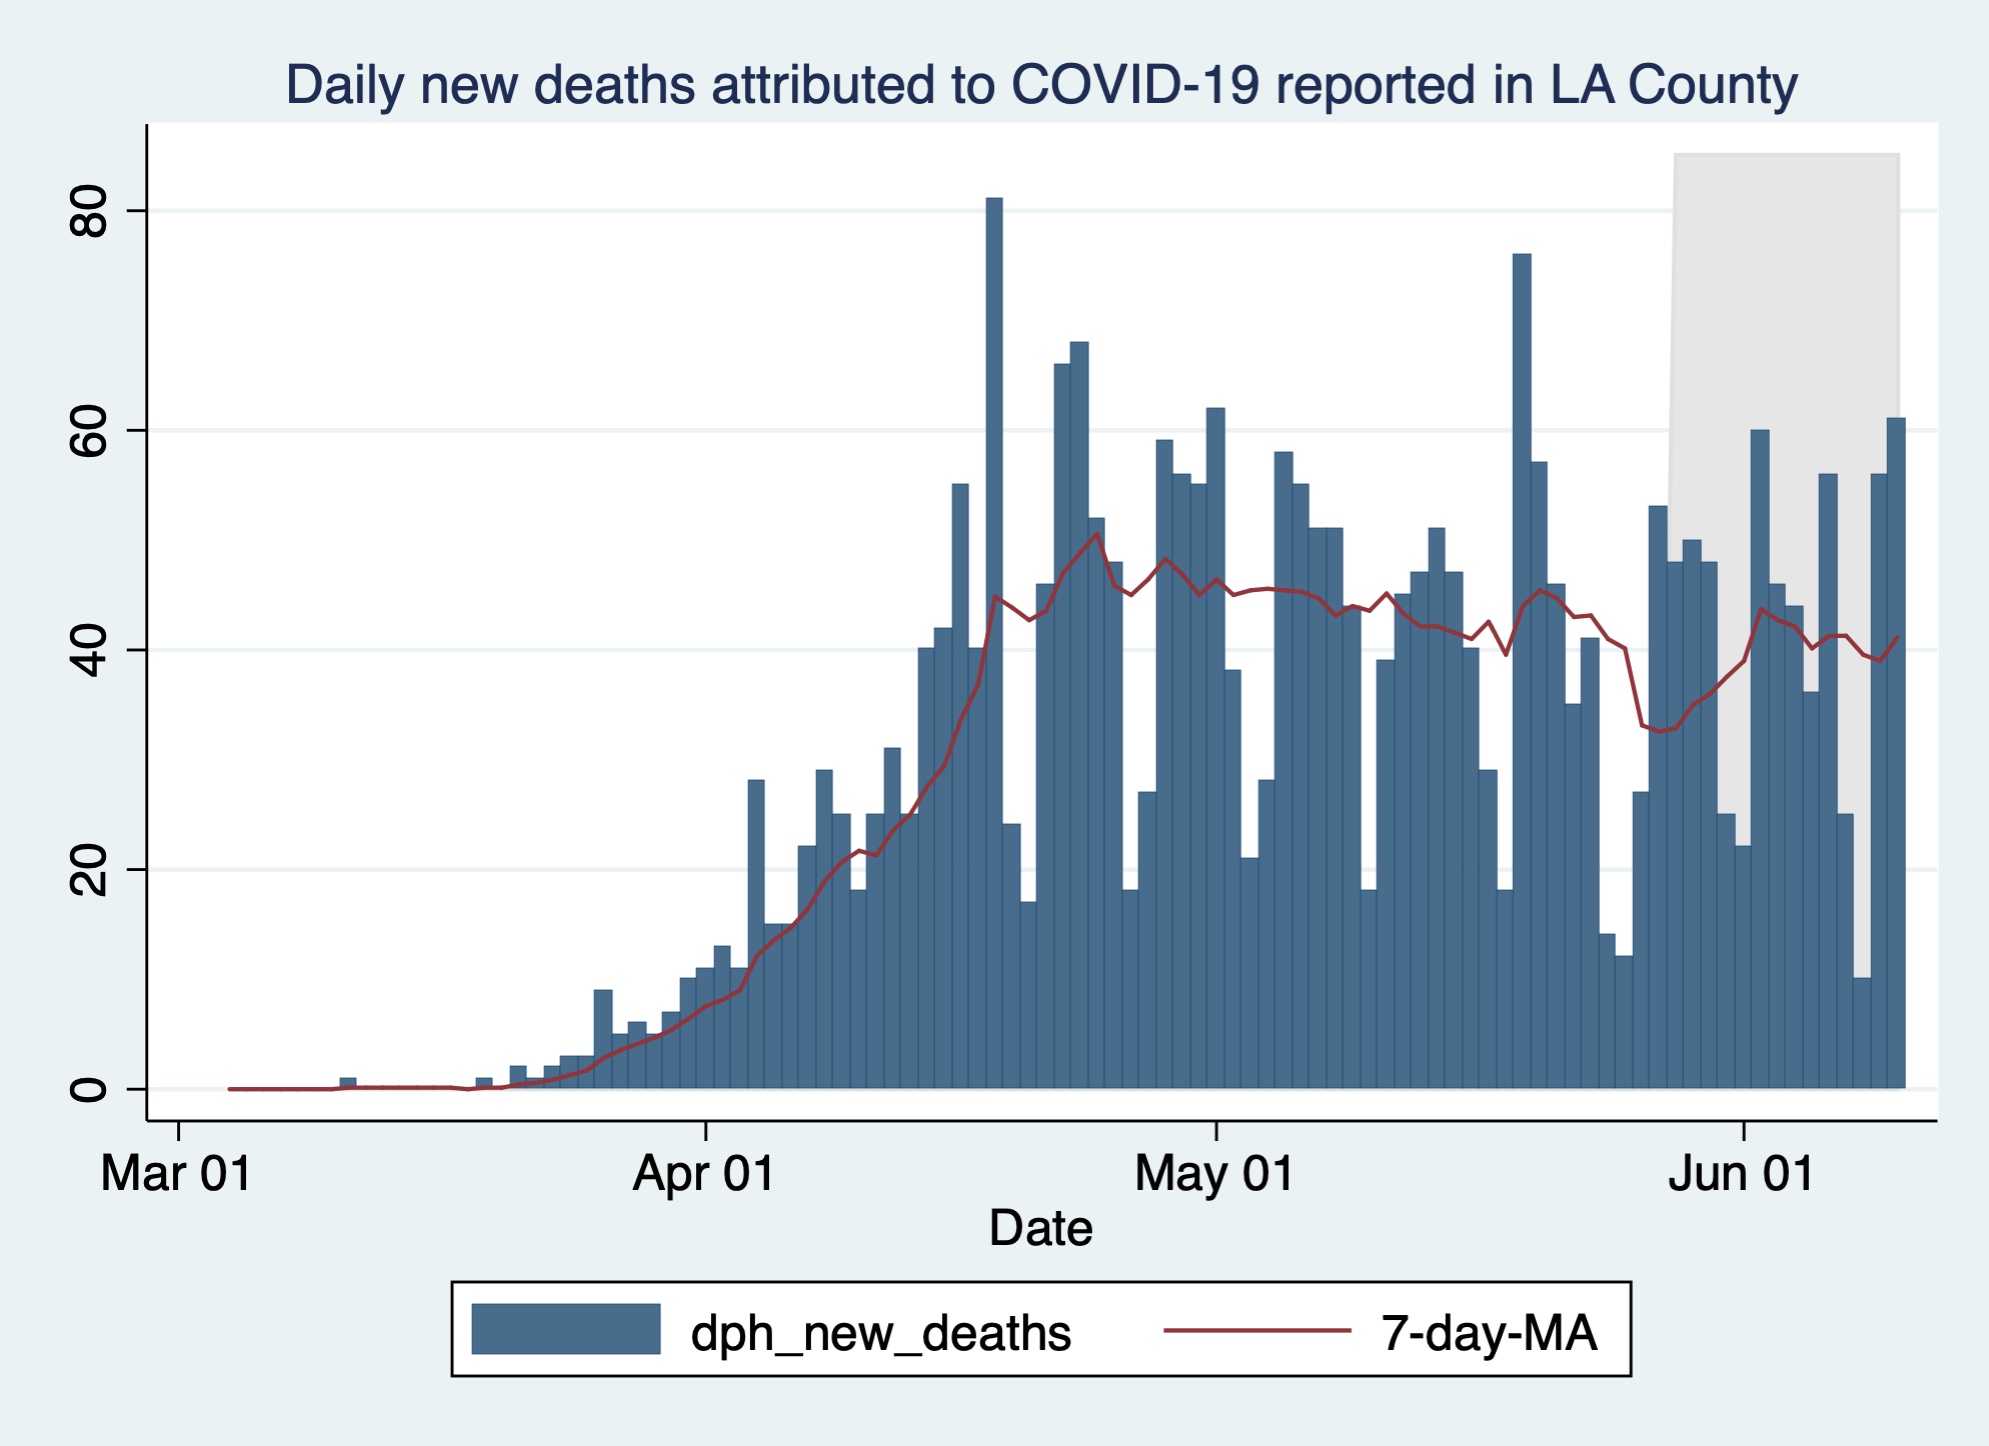 Daily new deaths attributed to COVID-19 reported in LA County
80
60
40
20
0
Mar 01 Apr 01 May 01 Jun 01
Date
dph_new_deaths 7-day-MA